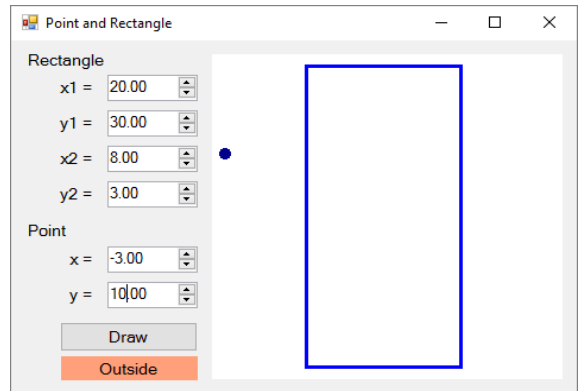 Point and Rectangle
Rectangle
x1 = 20.00
y1 = 30.00
x2 = 8.00
y2 = 3.00
Point
x = -3.00
y = 10.00
Draw
Outside